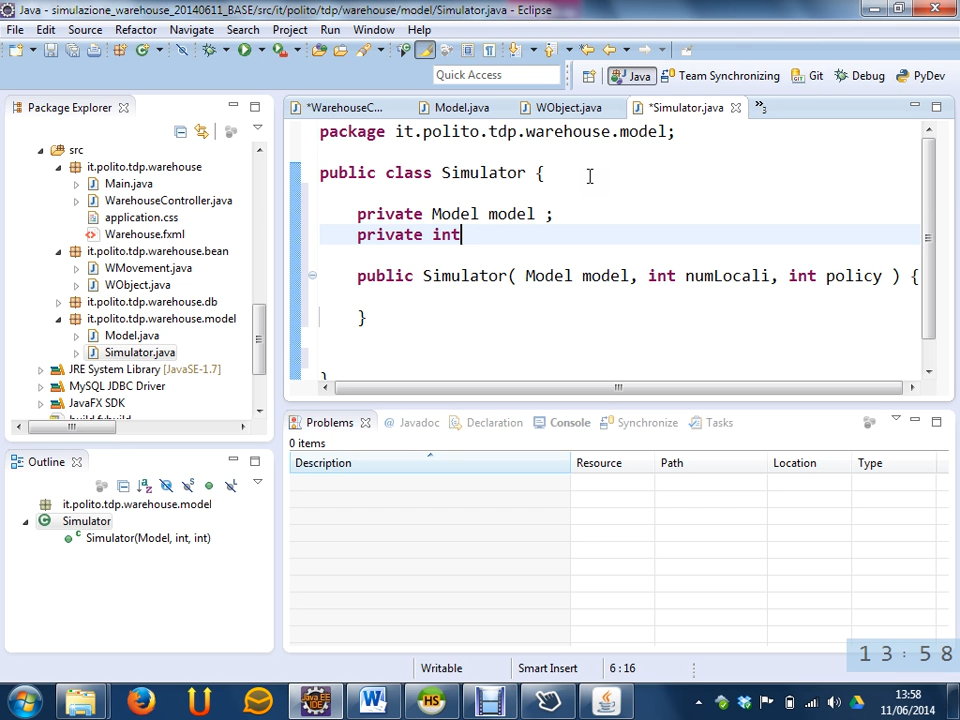 Java - simulazione_warehouse_20140611_BASE/src/it/polito/tdp/warehouse/model/Simulator.java - Eclipse
File Edit Source Refactor Navigate Search Project Run Window Help
Quick Access
Java Team Synchronizing Git Debug PyDev
Package Explorer
src
it.polito.tdp.warehouse
Main.java
WarehouseController.java
application.css
Warehouse.fxml
it.polito.tdp.warehouse.bean
WMovement.java
WObject.java
it.polito.tdp.warehouse.db
it.polito.tdp.warehouse.model
Model.java
Simulator.java
JRE System Library [JavaSE-1.7]
MySQL JDBC Driver
JavaFX SDK
build.fxbuild
*WarehouseC... Model.java WObject.java *Simulator.java »3
package it.polito.tdp.warehouse.model;
public class Simulator {
private Model model ;
private int
public Simulator( Model model, int numLocali, int policy ) {
}
}
Outline
it.polito.tdp.warehouse.model
Simulator
Simulator(Model, int, int)
Problems @ Javadoc Declaration Console Synchronize Tasks
0 items
Description Resource Path Location Type
Writable Smart Insert 6 : 16
13:58
13:58
11/06/2014